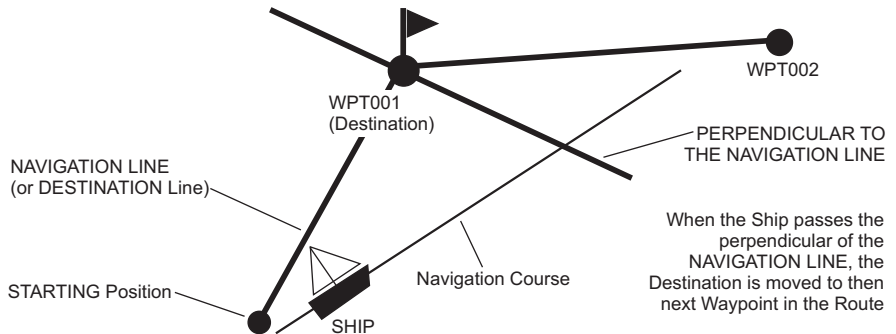 WPT002
WPT001
(Destination)
PERPENDICULAR TO
THE NAVIGATION LINE
NAVIGATION LINE
(or DESTINATION Line)
When the Ship passes the
perpendicular of the
NAVIGATION LINE, the
Destination is moved to then
next Waypoint in the Route
Navigation Course
STARTING Position
SHIP